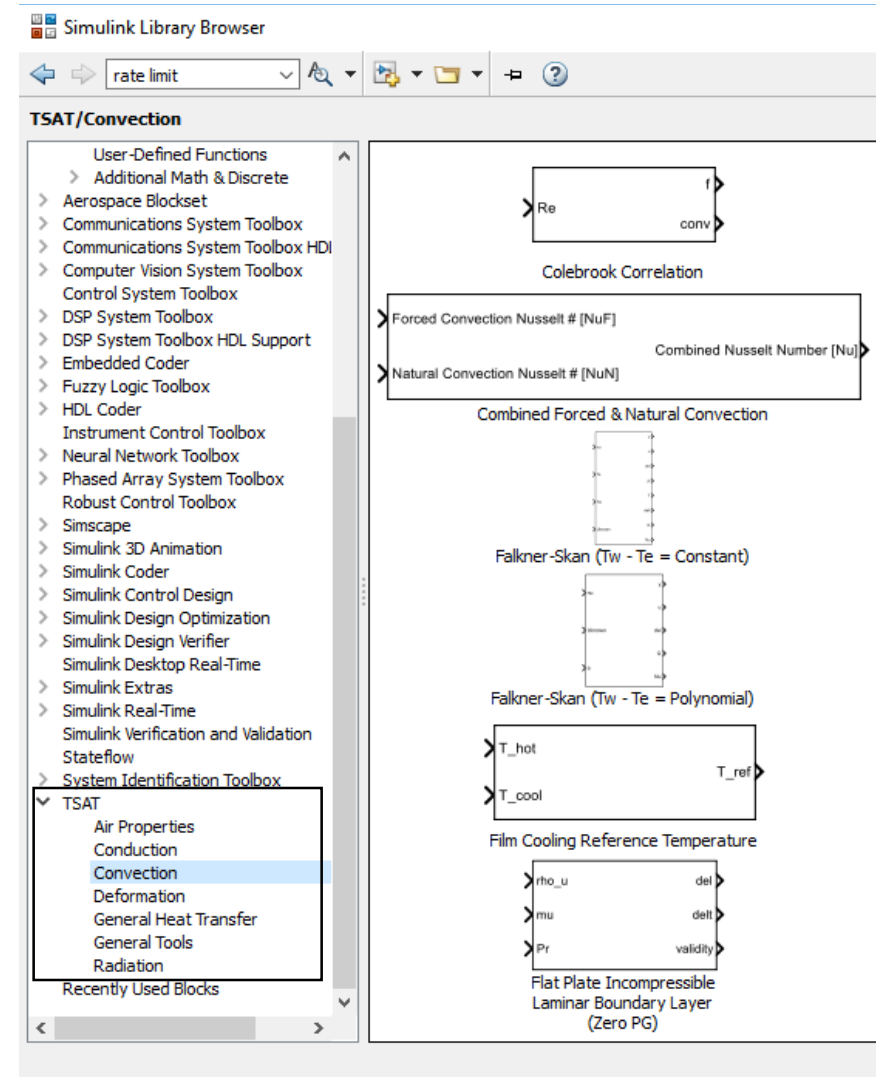 Simulink Library Browser
rate limit
TSAT/Convection
User-Defined Functions
Additional Math & Discrete
Aerospace Blockset
Communications System Toolbox
Communications System Toolbox HDL
Computer Vision System Toolbox
Control System Toolbox
DSP System Toolbox
DSP System Toolbox HDL Support
Embedded Coder
Fuzzy Logic Toolbox
HDL Coder
Instrument Control Toolbox
Neural Network Toolbox
Phased Array System Toolbox
Robust Control Toolbox
Simscape
Simulink 3D Animation
Simulink Coder
Simulink Control Design
Simulink Design Optimization
Simulink Design Verifier
Simulink Desktop Real-Time
Simulink Extras
Simulink Real-Time
Simulink Verification and Validation
Stateflow
System Identification Toolbox
TSAT
Air Properties
Conduction
Convection
Deformation
General Heat Transfer
General Tools
Radiation
Recently Used Blocks
f
Re
conv
Colebrook Correlation
Forced Convection Nusselt # [NuF]
Combined Nusselt Number [Nu]
Natural Convection Nusselt # [NuN]
Combined Forced & Natural Convection
Falkner-Skan (Tw - Te = Constant)
Falkner-Skan (Tw - Te = Polynomial)
T_hot
T_ref
T_cool
Film Cooling Reference Temperature
rho_u del
mu delt
Pr validity
Flat Plate Incompressible
Laminar Boundary Layer
(Zero PG)